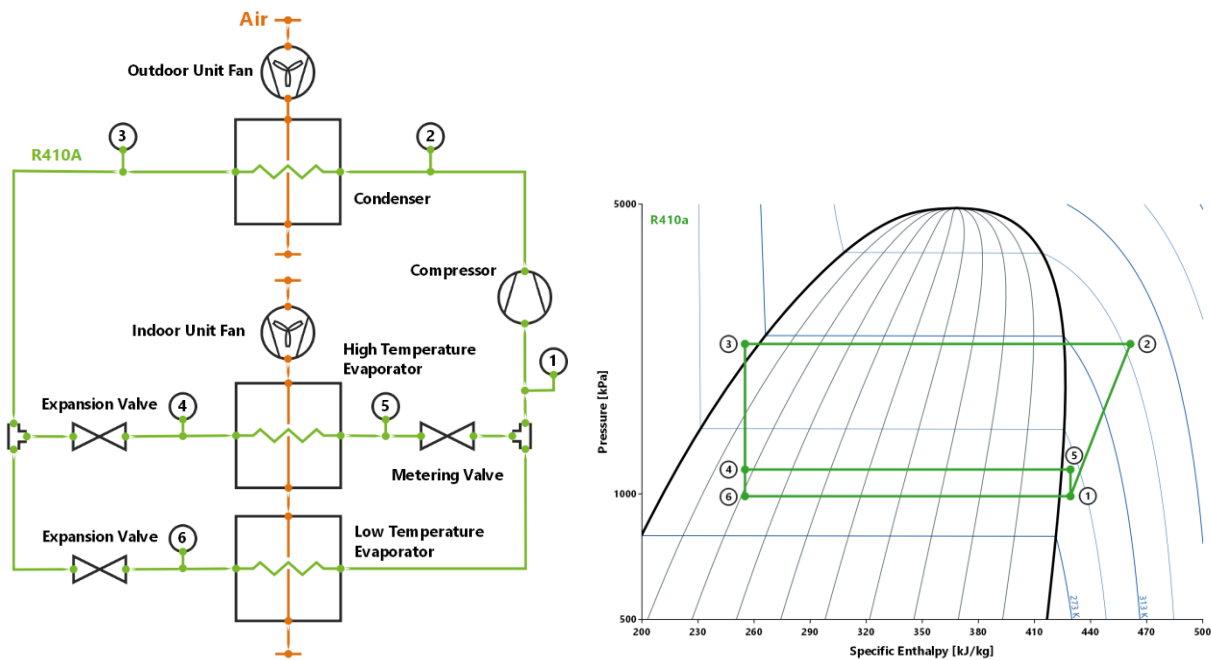 Air
Outdoor Unit Fan
3
2
R410A
Condenser
Compressor
Indoor Unit Fan
High Temperature
Evaporator
1
Expansion Valve
4
5
Metering Valve
Expansion Valve
6
Low Temperature
Evaporator
5000
R410a
3
2
Pressure [kPa]
5
4
1000
6
1
273 K
313 K
500
200
230
260
290
320
350
380
410
440
470
500
Specific Enthalpy [kJ/kg]